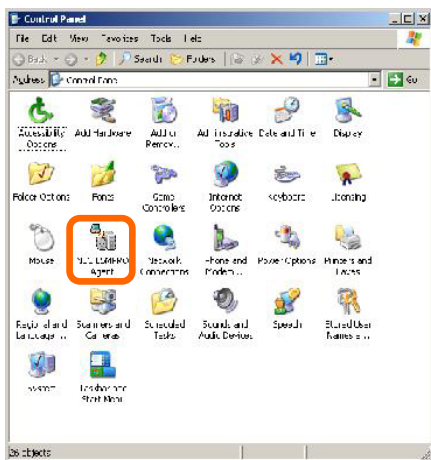 Control Panel
File Edit View Favorites Tools Help
Back Search Folders
Address Control Panel Go
Accessibility Options
Add Hardware
Add or Remov...
Administrative Tools
Date and Time
Display
Folder Options
Fonts
Game Controllers
Internet Options
Keyboard
Licensing
Mouse
NEC ESMPRO Agent
Network Connections
Phone and Modem ...
Power Options
Printers and Faxes
Regional and Language ...
Scanners and Cameras
Scheduled Tasks
Sounds and Audio Devices
Speech
Stored User Names a...
System
Taskbar and Start Menu
26 objects